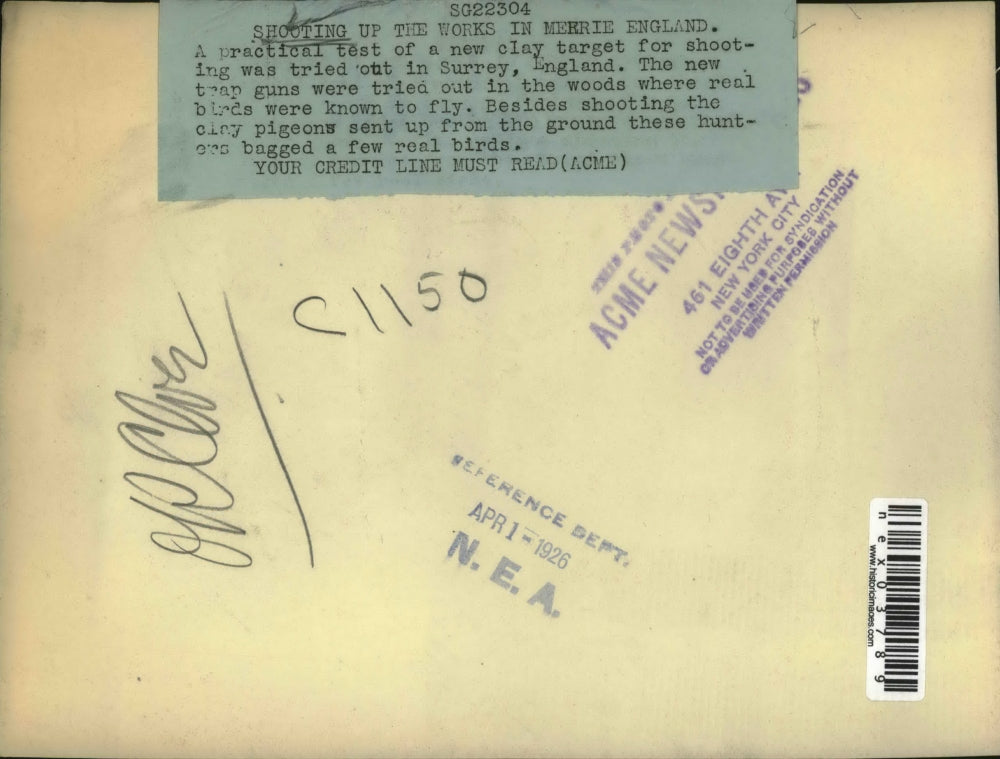 SG22304
SHOOTING UP THE WORKS IN MERRIE ENGLAND.
A practical test of a new clay target for shoot-
ing was tried out in Surrey, England. The new
trap guns were tried out in the woods where real
birds were known to fly. Besides shooting the
clay pigeons sent up from the ground these hunt-
ers bagged a few real birds.
YOUR CREDIT LINE MUST READ(ACME)
ACME NEWS
461 EIGHTH AV
NEW YORK CITY
NOT TO BE USED FOR SYNDICATION
OR ADVERTISING PURPOSES WITHOUT
WRITTEN PERMISSION
C1150
REFERENCE DEPT.
APR 1-1926
N. E. A.
nex03789
www.historicimages.com